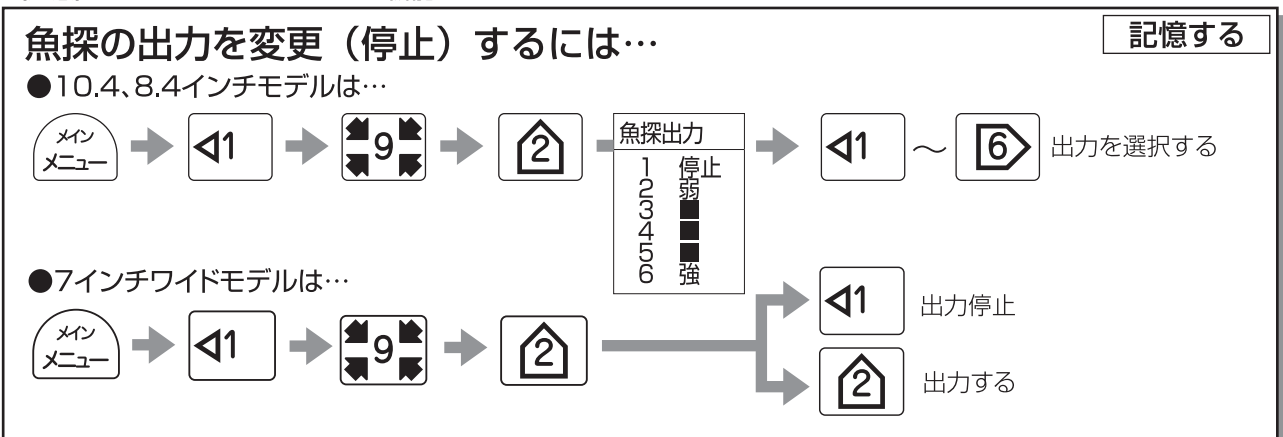 魚探の出力を変更（停止）するには…
記憶する
●10.4、8.4インチモデルは…
メイン
メニュー
1
9
2
魚探出力
1 停止
2 弱
3 ■
4 ■
5 ■
6 強
1 ～ 6 出力を選択する
●7インチワイドモデルは…
メイン
メニュー
1
9
2
1 出力停止
2 出力する